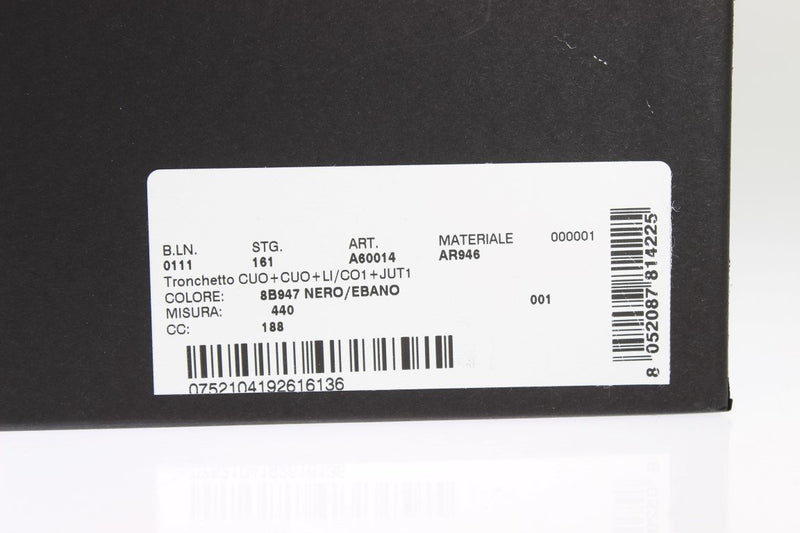 B.LN. STG. ART. MATERIALE 000001
0111 161 A60014 AR946
Tronchetto CUO+CUO+LI/CO1+JUT1
COLORE: 8B947 NERO/EBANO
MISURA: 440 001
CC: 188
0752104192616136
8 052087 814225